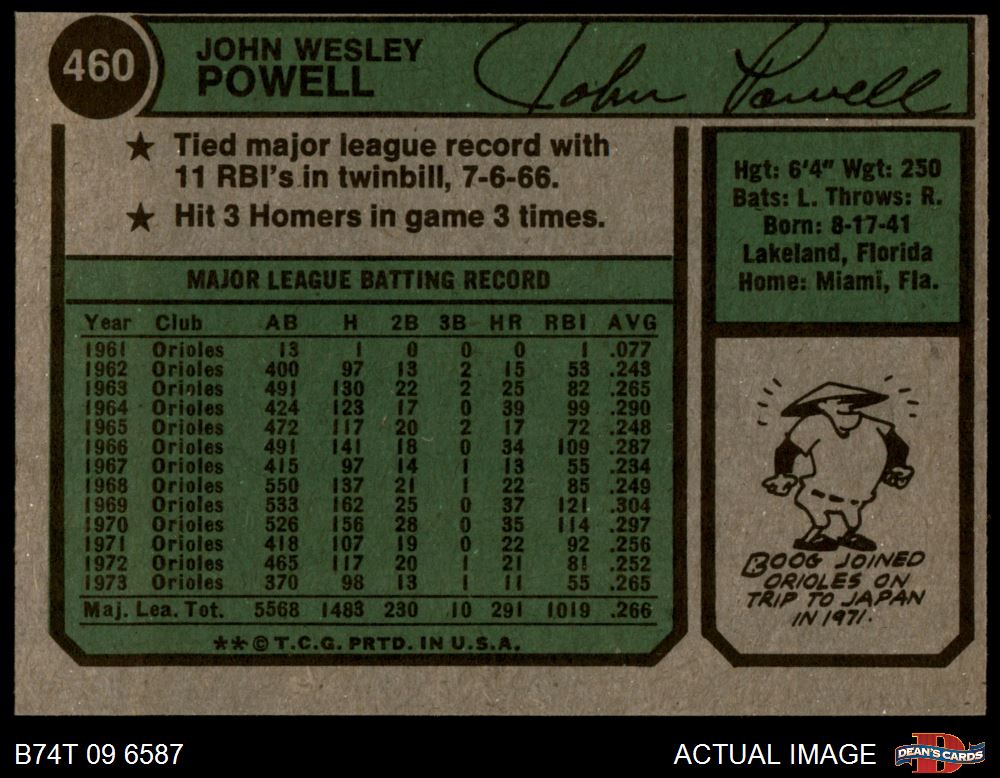 460
JOHN WESLEY
POWELL
John Powell
★ Tied major league record with
11 RBI's in twinbill, 7-6-66.
★ Hit 3 Homers in game 3 times.
MAJOR LEAGUE BATTING RECORD
Year Club AB H 2B 3B HR RBI AVG
1961 Orioles 13 1 0 0 0 1 .077
1962 Orioles 400 97 13 2 15 53 .243
1963 Orioles 491 130 22 2 25 82 .265
1964 Orioles 424 123 17 0 39 99 .290
1965 Orioles 472 117 20 2 17 72 .248
1966 Orioles 491 141 18 0 34 109 .287
1967 Orioles 415 97 14 1 13 55 .234
1968 Orioles 550 137 21 1 22 85 .249
1969 Orioles 533 162 25 0 37 121 .304
1970 Orioles 526 156 28 0 35 114 .297
1971 Orioles 418 107 19 0 22 92 .256
1972 Orioles 465 117 20 1 21 81 .252
1973 Orioles 370 98 13 1 11 55 .265
Maj. Lea. Tot. 5568 1483 230 10 291 1019 .266
**© T.C.G. PRTD. IN U.S.A.
Hgt: 6'4" Wgt: 250
Bats: L. Throws: R.
Born: 8-17-41
Lakeland, Florida
Home: Miami, Fla.
BOOG JOINED
ORIOLES ON
TRIP TO JAPAN
IN 1971.
B74T 09 6587
ACTUAL IMAGE
DEAN'S CARDS